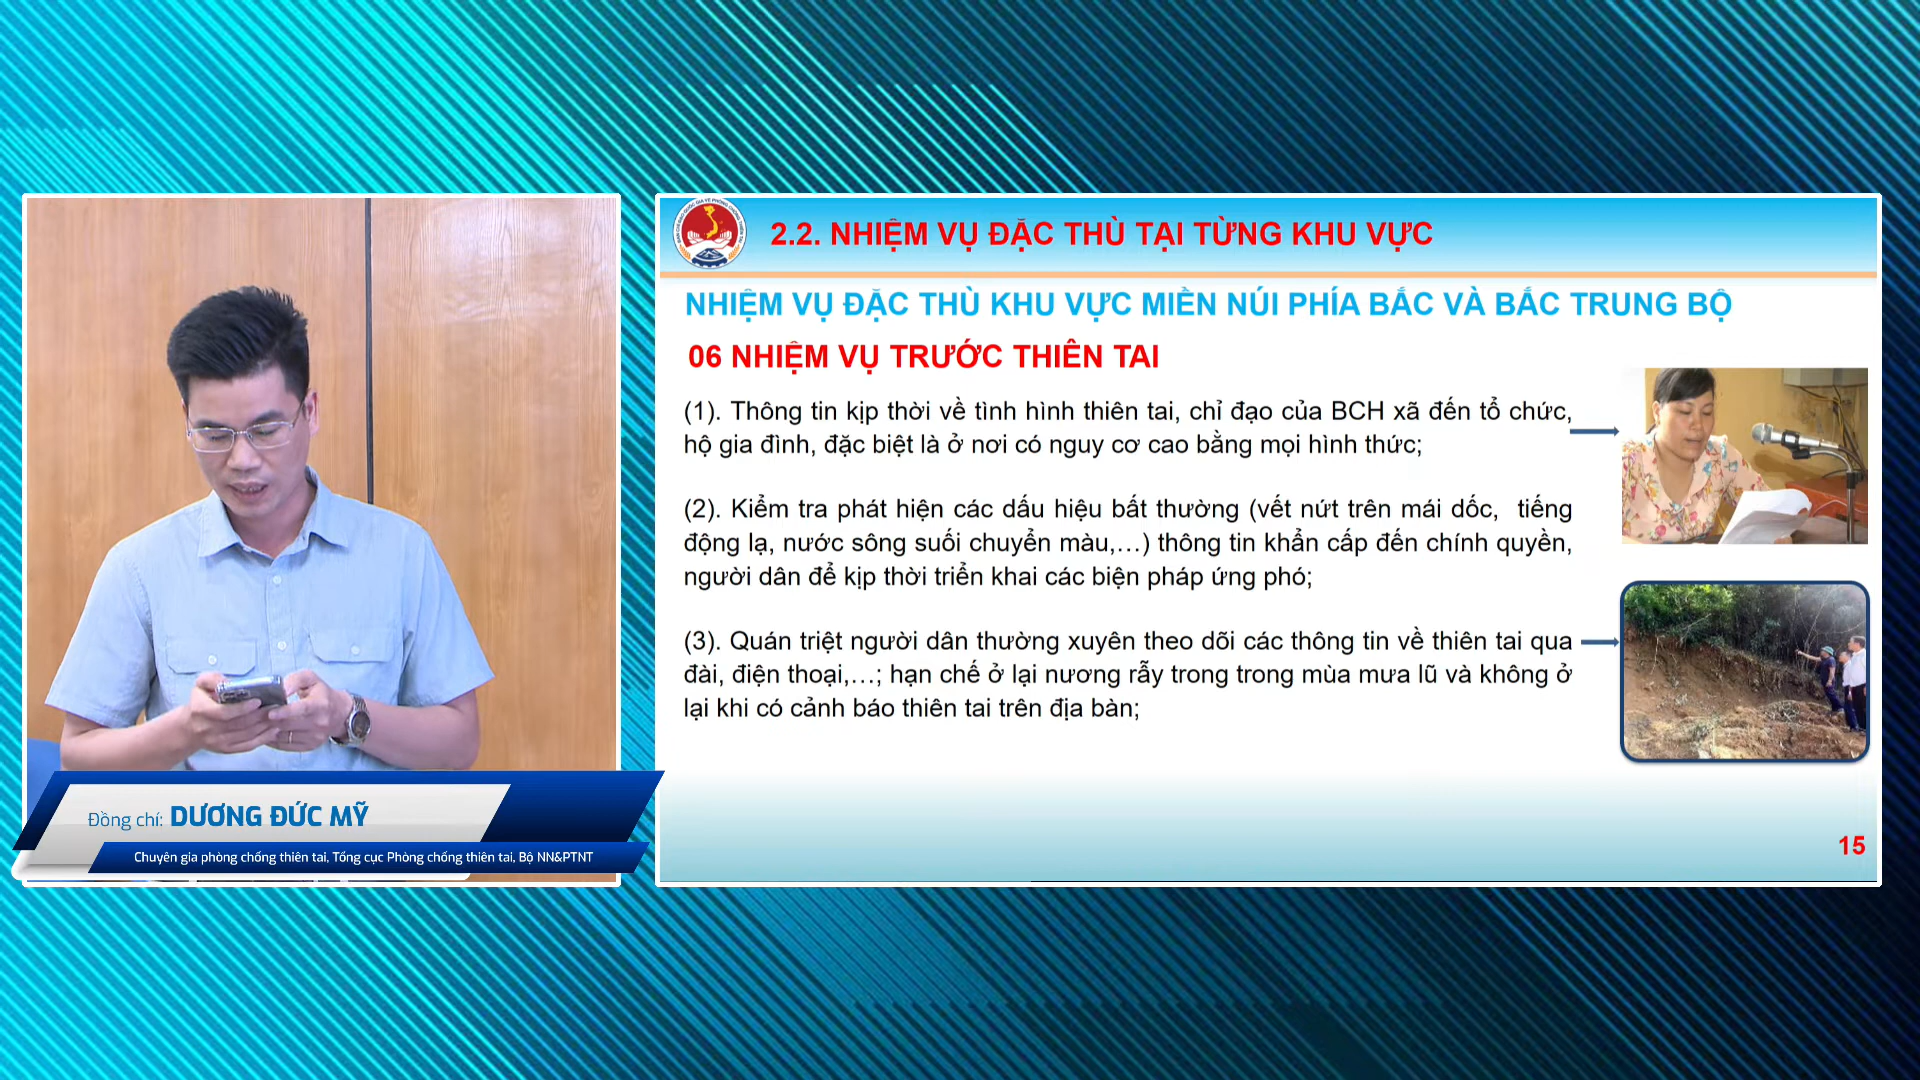 2.2. NHIỆM VỤ ĐẶC THÙ TẠI TỪNG KHU VỰC
NHIỆM VỤ ĐẶC THÙ KHU VỰC MIỀN NÚI PHÍA BẮC VÀ BẮC TRUNG BỘ
06 NHIỆM VỤ TRƯỚC THIÊN TAI
(1). Thông tin kịp thời về tình hình thiên tai, chỉ đạo của BCH xã đến tổ chức,
hộ gia đình, đặc biệt là ở nơi có nguy cơ cao bằng mọi hình thức;
(2). Kiểm tra phát hiện các dấu hiệu bất thường (vết nứt trên mái dốc, tiếng
động lạ, nước sông suối chuyển màu,...) thông tin khẩn cấp đến chính quyền,
người dân để kịp thời triển khai các biện pháp ứng phó;
(3). Quán triệt người dân thường xuyên theo dõi các thông tin về thiên tai qua
đài, điện thoại,...; hạn chế ở lại nương rẫy trong trong mùa mưa lũ và không ở
lại khi có cảnh báo thiên tai trên địa bàn;
15
Đồng chí: DƯƠNG ĐỨC MỸ
Chuyên gia phòng chống thiên tai, Tổng cục Phòng chống thiên tai, Bộ NN&PTNT